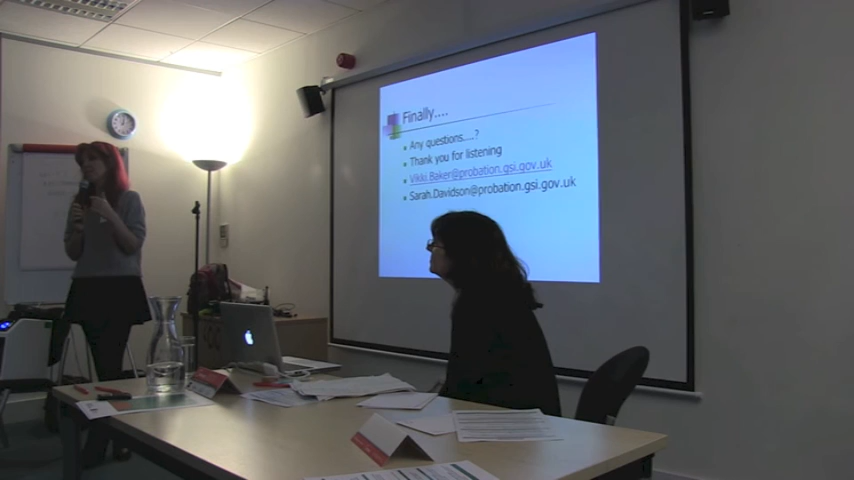 Finally....
Any questions....?
Thank you for listening
Vikki.Baker@probation.gsi.gov.uk
Sarah.Davidson@probation.gsi.gov.uk